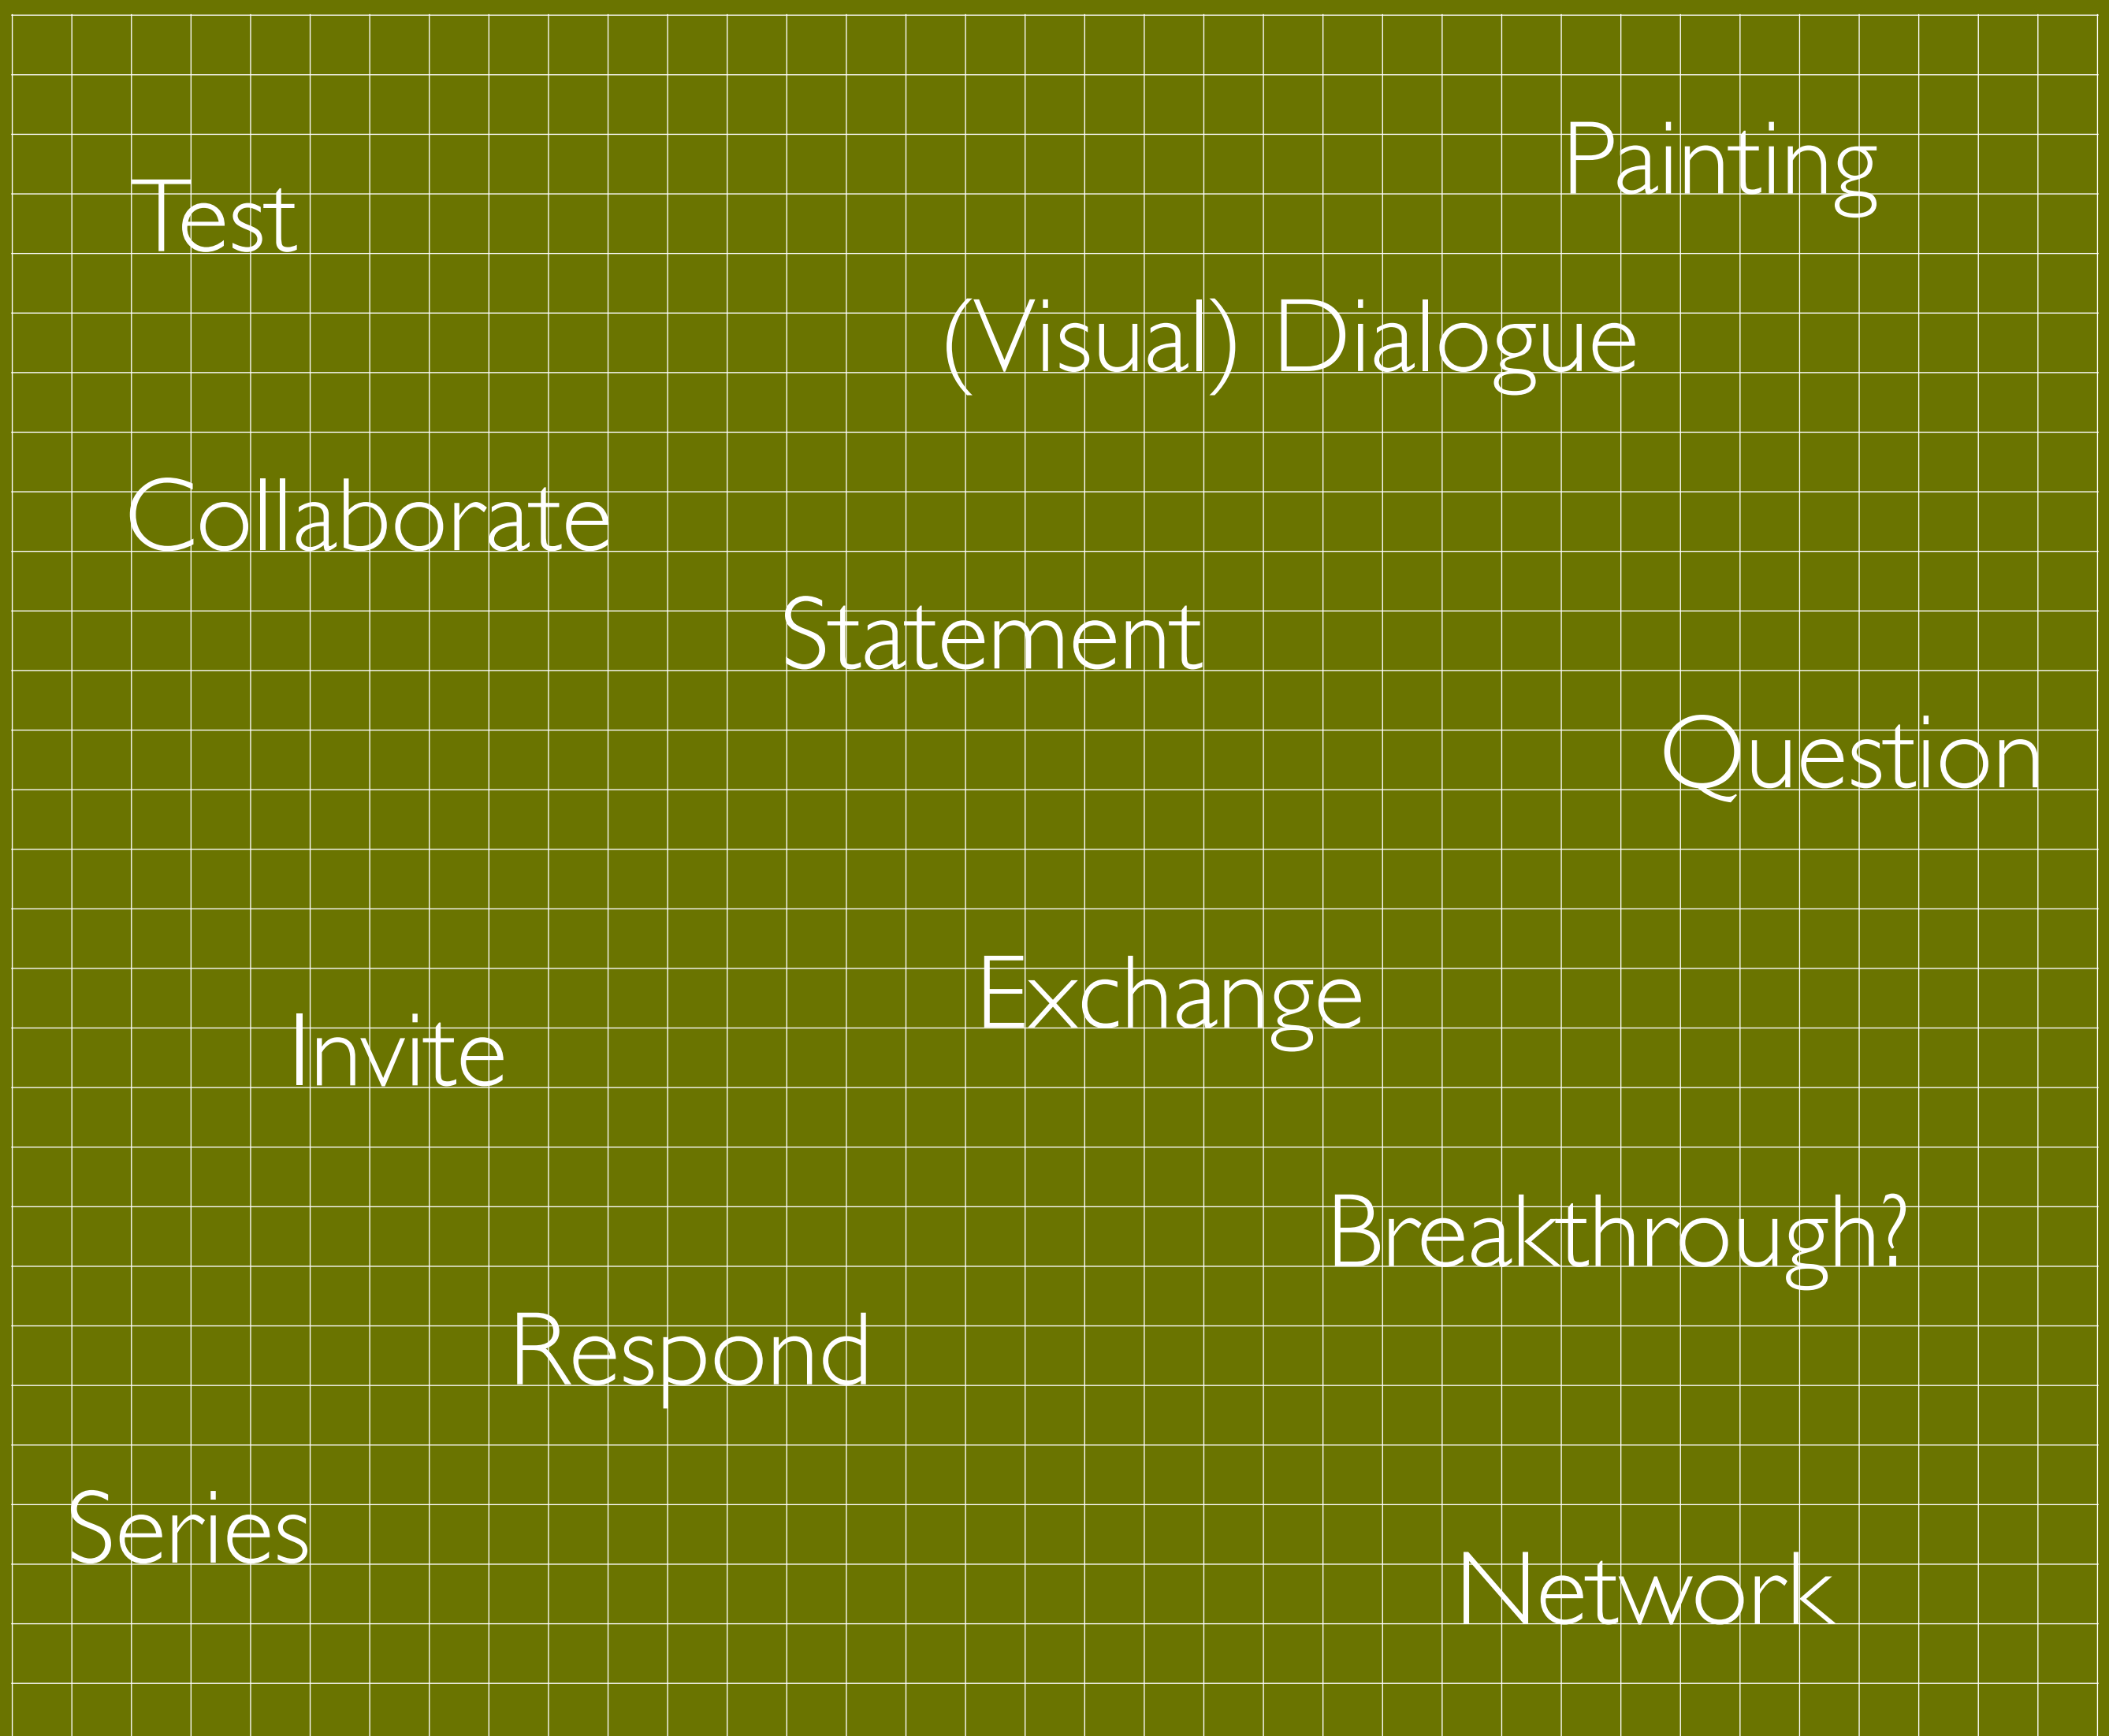 Painting
Test
(Visual) Dialogue
Collaborate
Statement
Question
Exchange
Invite
Breakthrough?
Respond
Series
Network